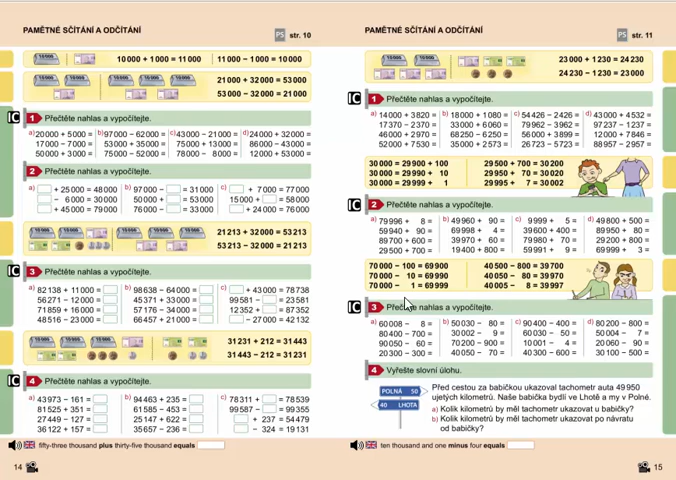 PAMĚTNÉ SČÍTÁNÍ A ODČÍTÁNÍ
PS str. 10
10 000 + 1 000 = 11 000 11 000 − 1 000 = 10 000
21 000 + 32 000 = 53 000
53 000 − 32 000 = 21 000
1 Přečtěte nahlas a vypočítejte.
a) 20 000 + 5 000 = b) 97 000 − 62 000 = c) 43 000 − 21 000 = d) 24 000 + 32 000 =
17 000 − 7 000 = 53 000 + 35 000 = 75 000 + 13 000 = 86 000 − 43 000 =
50 000 + 3 000 = 75 000 − 52 000 = 78 000 − 8 000 = 12 000 + 53 000 =
2 Přečtěte nahlas a vypočítejte.
a) + 25 000 = 48 000 b) 97 000 − = 31 000 c) + 7 000 = 77 000
− 6 000 = 30 000 50 000 + = 53 000 15 000 + = 58 000
+ 45 000 = 79 000 76 000 − = 33 000 + 24 000 = 76 000
21 213 + 32 000 = 53 213
53 213 − 32 000 = 21 213
3 Přečtěte nahlas a vypočítejte.
a) 82 138 + 11 000 = b) 98 638 − 64 000 = c) + 43 000 = 78 738
56 271 − 12 000 = 45 371 + 33 000 = 99 581 − = 23 581
71 859 + 16 000 = 57 176 − 34 000 = 12 352 + = 87 352
48 516 − 23 000 = 66 457 + 21 000 = − 27 000 = 42 132
31 231 + 212 = 31 443
31 443 − 212 = 31 231
4 Přečtěte nahlas a vypočítejte.
a) 43 973 − 161 = b) 94 463 + 235 = c) 78 311 + = 78 539
81 525 + 351 = 61 585 − 453 = 99 587 − = 99 355
27 449 − 127 = 25 147 + 622 = + 237 = 54 479
36 122 + 157 = 35 657 − 236 = − 324 = 19 131
fifty-three thousand plus thirty-five thousand equals
14
PAMĚTNÉ SČÍTÁNÍ A ODČÍTÁNÍ
PS str. 11
23 000 + 1 230 = 24 230
24 230 − 1 230 = 23 000
1 Přečtěte nahlas a vypočítejte.
a) 14 000 + 3 820 = b) 18 000 + 1 080 = c) 54 426 − 2 426 = d) 43 000 + 4 532 =
17 370 − 2 370 = 33 000 + 6 060 = 79 962 − 3 962 = 97 237 − 1 237 =
46 000 + 2 970 = 68 250 − 6 250 = 56 000 + 3 899 = 12 000 + 7 846 =
52 000 + 7 530 = 35 000 + 2 573 = 26 723 − 5 723 = 88 957 − 2 957 =
30 000 = 29 900 + 100 29 500 + 700 = 30 200
30 000 = 29 990 + 10 29 950 + 70 = 30 020
30 000 = 29 999 + 1 29 995 + 7 = 30 002
2 Přečtěte nahlas a vypočítejte.
a) 79 996 + 8 = b) 49 960 + 90 = c) 9 999 + 5 = d) 49 800 + 500 =
59 940 + 90 = 69 998 + 4 = 39 600 + 400 = 89 950 + 80 =
89 700 + 600 = 39 970 + 60 = 79 980 + 70 = 29 200 + 800 =
29 500 + 700 = 19 400 + 800 = 59 991 + 9 = 69 999 + 3 =
70 000 − 100 = 69 900 40 500 − 800 = 39 700
70 000 − 10 = 69 990 40 050 − 80 = 39 970
70 000 − 1 = 69 999 40 005 − 8 = 39 997
3 Přečtěte nahlas a vypočítejte.
a) 60 008 − 8 = b) 50 030 − 80 = c) 90 400 − 400 = d) 80 200 − 800 =
80 400 − 700 = 30 002 − 9 = 60 030 − 50 = 50 004 − 7 =
90 050 − 60 = 70 200 − 900 = 10 001 − 4 = 20 060 − 90 =
20 300 − 300 = 40 050 − 70 = 40 300 − 600 = 30 100 − 500 =
4 Vyřešte slovní úlohu.
POLNÁ 50
40 LHOTA
Před cestou za babičkou ukazoval tachometr auta 49 950
ujetých kilometrů. Naše babička bydlí ve Lhotě a my v Polné.
a) Kolik kilometrů by měl tachometr ukazovat u babičky?
b) Kolik kilometrů by měl tachometr ukazovat po návratu
od babičky?
ten thousand and one minus four equals
15